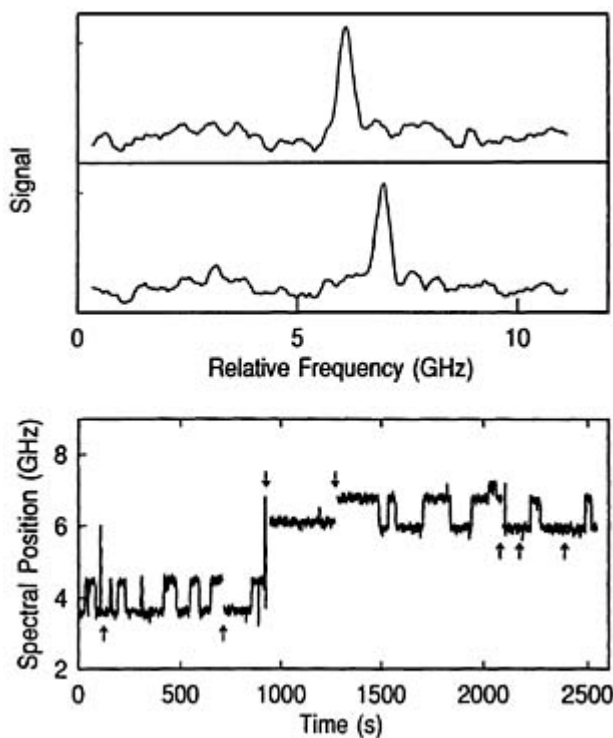 Signal
0 5 10
Relative Frequency (GHz)
Spectral Position (GHz)
8
6
4
2
0 500 1000 1500 2000 2500
Time (s)